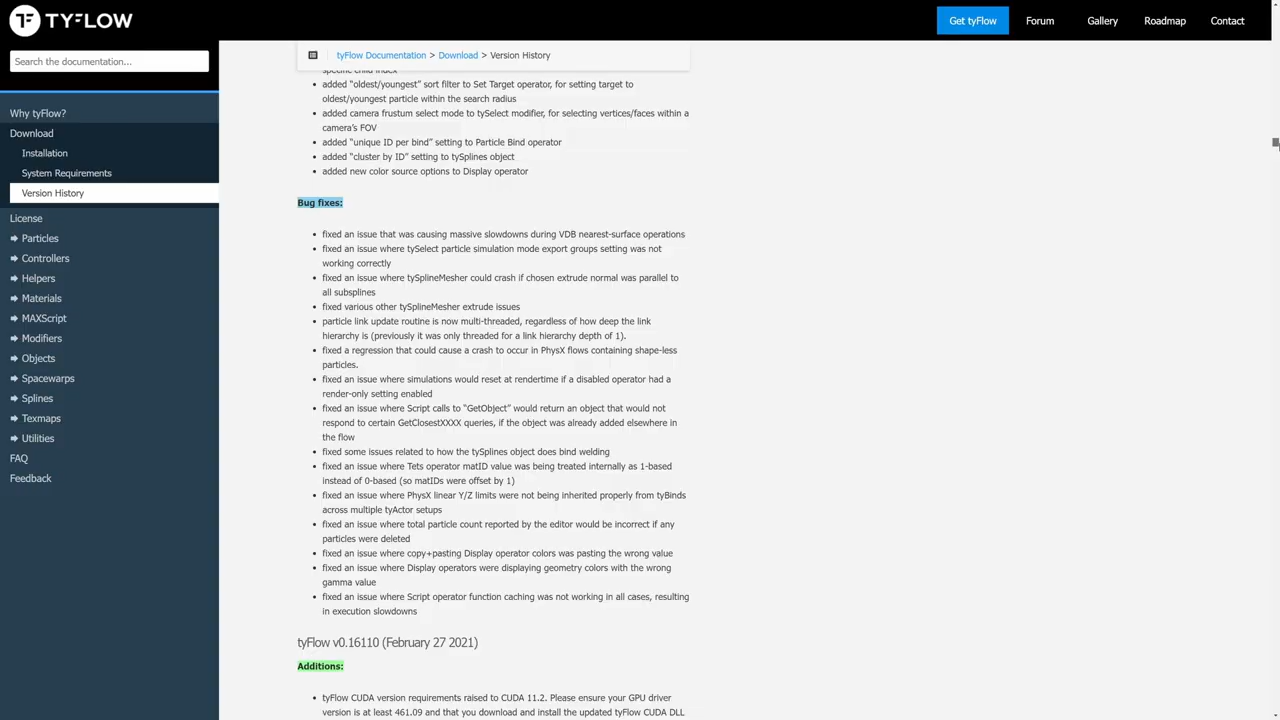 TYFLOW
Get tyFlow
Forum
Gallery
Roadmap
Contact
Search the documentation...
Why tyFlow?
Download
Installation
System Requirements
Version History
License
Particles
Controllers
Helpers
Materials
MAXScript
Modifiers
Objects
Spacewarps
Splines
Texmaps
Utilities
FAQ
Feedback
tyFlow Documentation > Download > Version History
specific child index
added “oldest/youngest” sort filter to Set Target operator, for setting target to
oldest/youngest particle within the search radius
added camera frustum select mode to tySelect modifier, for selecting vertices/faces within a
camera’s FOV
added “unique ID per bind” setting to Particle Bind operator
added “cluster by ID” setting to tySplines object
added new color source options to Display operator
Bug fixes:
fixed an issue that was causing massive slowdowns during VDB nearest-surface operations
fixed an issue where tySelect particle simulation mode export groups setting was not
working correctly
fixed an issue where tySplineMesher could crash if chosen extrude normal was parallel to
all subsplines
fixed various other tySplineMesher extrude issues
particle link update routine is now multi-threaded, regardless of how deep the link
hierarchy is (previously it was only threaded for a link hierarchy depth of 1).
fixed a regression that could cause a crash to occur in PhysX flows containing shape-less
particles.
fixed an issue where simulations would reset at rendertime if a disabled operator had a
render-only setting enabled
fixed an issue where Script calls to “GetObject” would return an object that would not
respond to certain GetClosestXXXX queries, if the object was already added elsewhere in
the flow
fixed some issues related to how the tySplines object does bind welding
fixed an issue where Tets operator matID value was being treated internally as 1-based
instead of 0-based (so matIDs were offset by 1)
fixed an issue where PhysX linear Y/Z limits were not being inherited properly from tyBinds
across multiple tyActor setups
fixed an issue where total particle count reported by the editor would be incorrect if any
particles were deleted
fixed an issue where copy+pasting Display operator colors was pasting the wrong value
fixed an issue where Display operators were displaying geometry colors with the wrong
gamma value
fixed an issue where Script operator function caching was not working in all cases, resulting
in execution slowdowns
tyFlow v0.16110 (February 27 2021)
Additions:
tyFlow CUDA version requirements raised to CUDA 11.2. Please ensure your GPU driver
version is at least 461.09 and that you download and install the updated tyFlow CUDA DLL